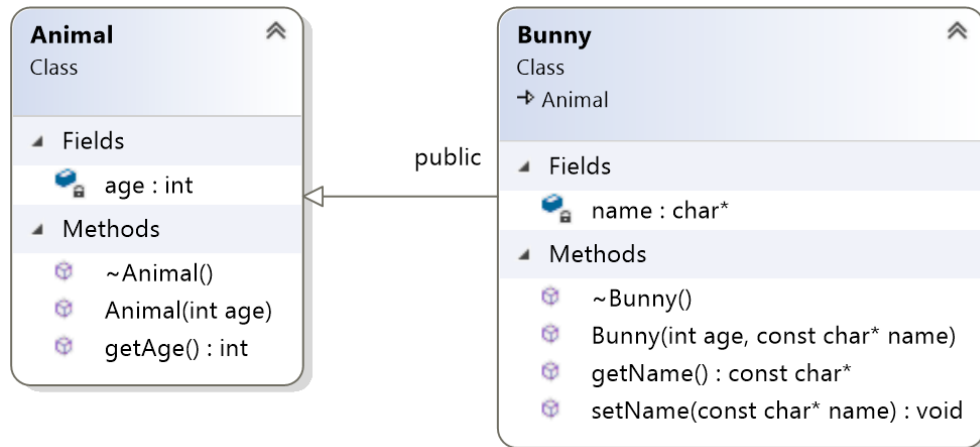 Animal
Class
Fields
age : int
Methods
~Animal()
Animal(int age)
getAge() : int
public
Bunny
Class
Animal
Fields
name : char*
Methods
~Bunny()
Bunny(int age, const char* name)
getName() : const char*
setName(const char* name) : void